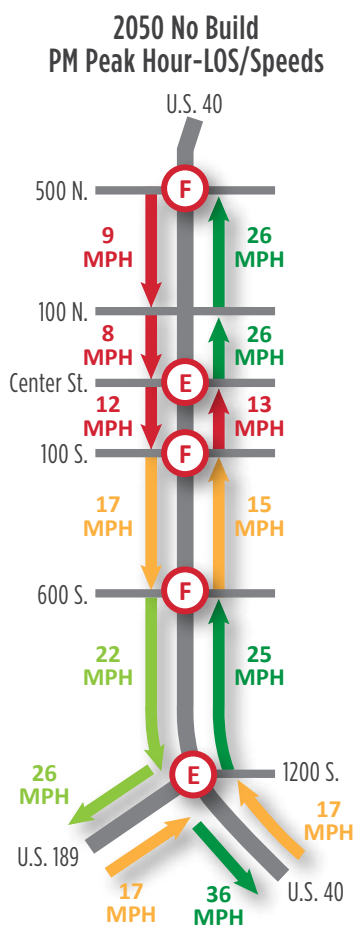 2050 No Build
PM Peak Hour-LOS/Speeds
U.S. 40
500 N.
F
9
MPH
26
MPH
100 N.
8
MPH
26
MPH
Center St.
E
12
MPH
13
MPH
100 S.
F
17
MPH
15
MPH
600 S.
F
22
MPH
25
MPH
E
1200 S.
26
MPH
17
MPH
U.S. 189
17
MPH
36
MPH
U.S. 40